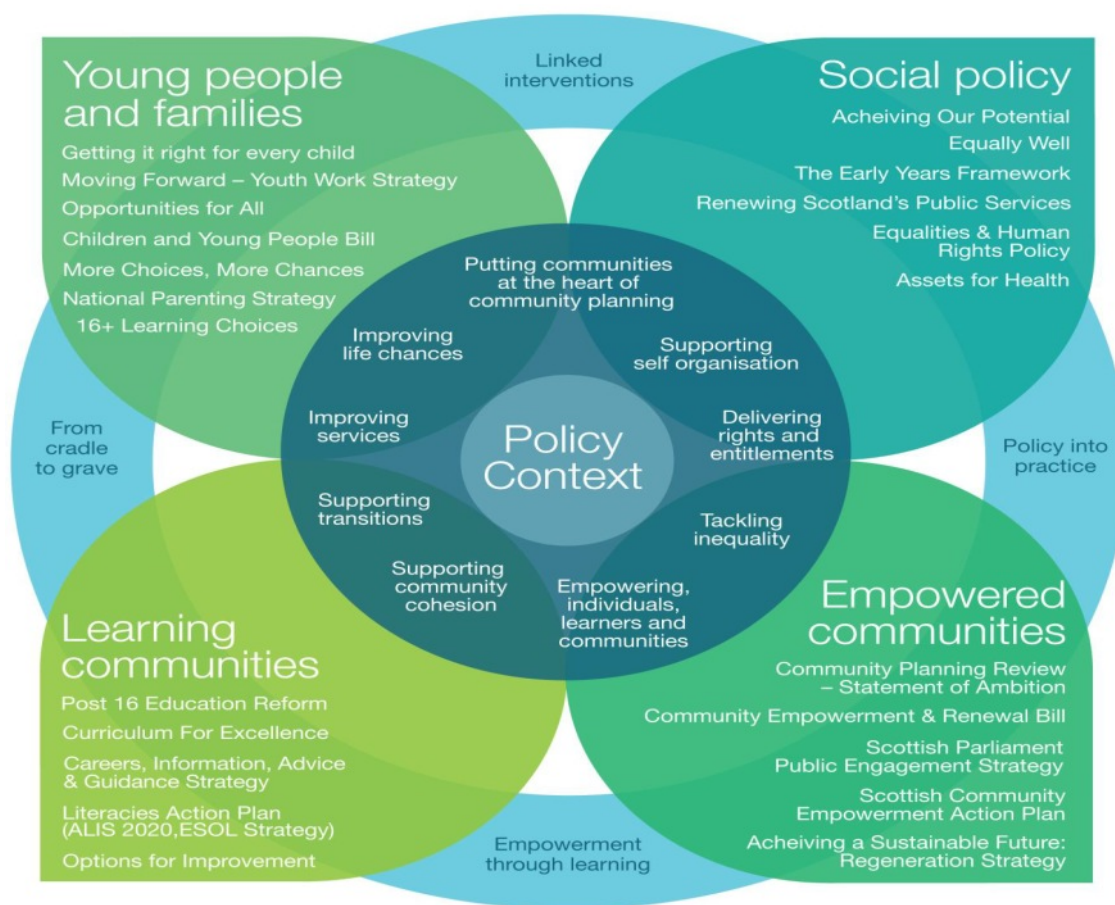 Linked
interventions
Young people
and families
Getting it right for every child
Moving Forward – Youth Work Strategy
Opportunities for All
Children and Young People Bill
More Choices, More Chances
National Parenting Strategy
16+ Learning Choices
Social policy
Acheiving Our Potential
Equally Well
The Early Years Framework
Renewing Scotland's Public Services
Equalities & Human
Rights Policy
Assets for Health
Putting communities
at the heart of
community planning
Improving
life chances
Supporting
self organisation
From
cradle
to grave
Improving
services
Policy
Context
Delivering
rights and
entitlements
Policy into
practice
Supporting
transitions
Tackling
inequality
Supporting
community
cohesion
Empowering,
individuals,
learners and
communities
Learning
communities
Post 16 Education Reform
Curriculum For Excellence
Careers, Information, Advice
& Guidance Strategy
Literacies Action Plan
(ALIS 2020,ESOL Strategy)
Options for Improvement
Empowered
communities
Community Planning Review
– Statement of Ambition
Community Empowerment & Renewal Bill
Scottish Parliament
Public Engagement Strategy
Scottish Community
Empowerment Action Plan
Acheiving a Sustainable Future:
Regeneration Strategy
Empowerment
through learning